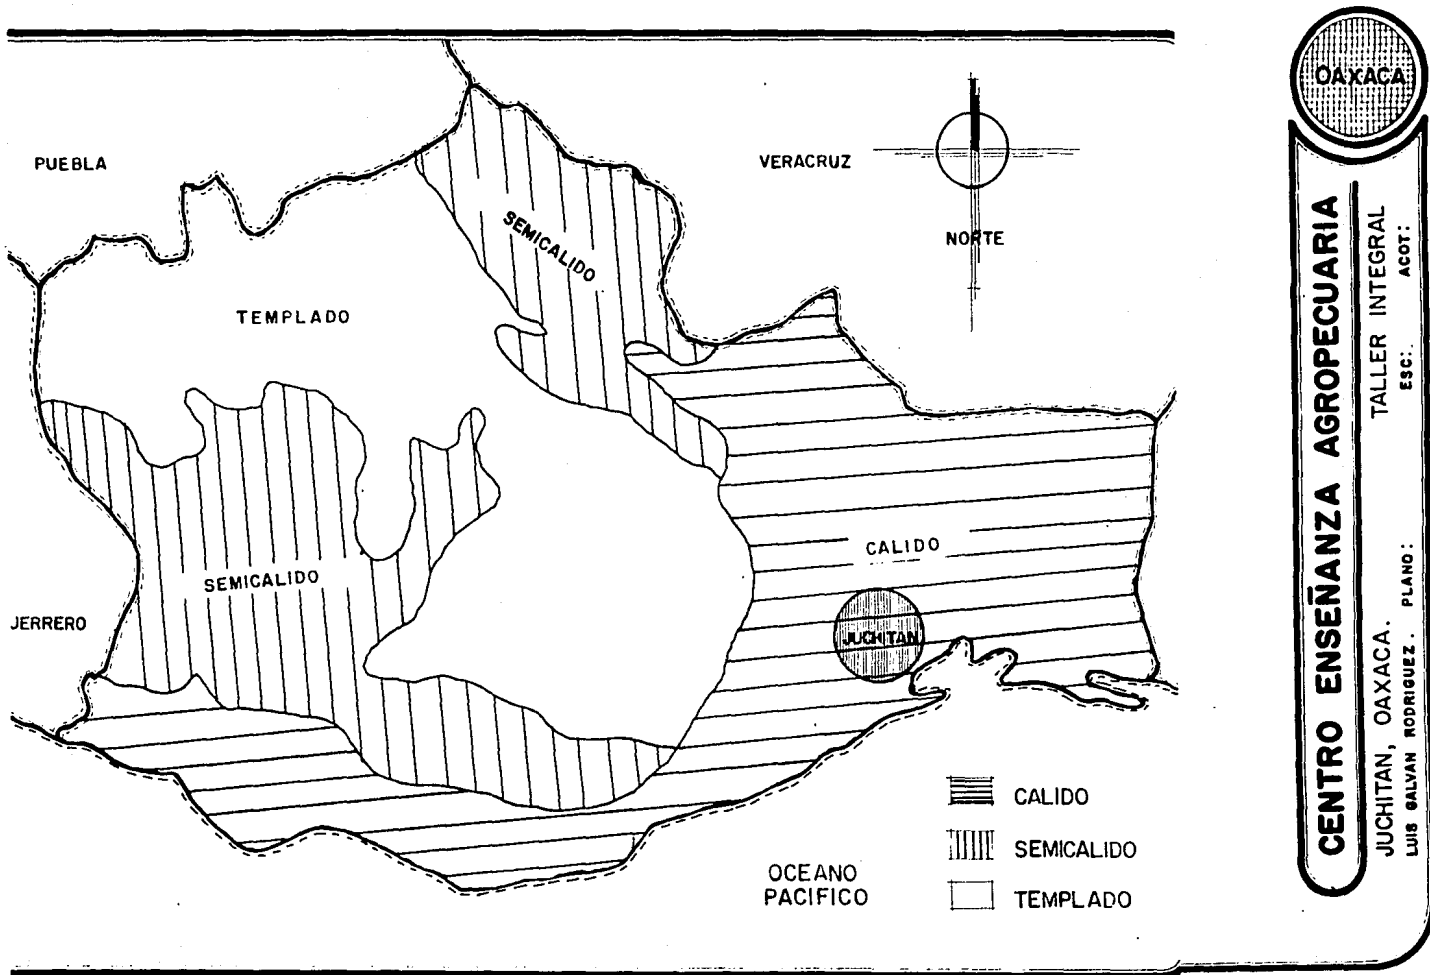 PUEBLA
VERACRUZ
NORTE
SEMICALIDO
TEMPLADO
CALIDO
SEMICALIDO
JERRERO
JUCHITAN
CALIDO
SEMICALIDO
TEMPLADO
OCEANO
PACIFICO
OAXACA
CENTRO ENSEÑANZA AGROPECUARIA
JUCHITAN, OAXACA. TALLER INTEGRAL
LUIS GALVAN RODRIGUEZ. PLANO: ESC: ACOT: